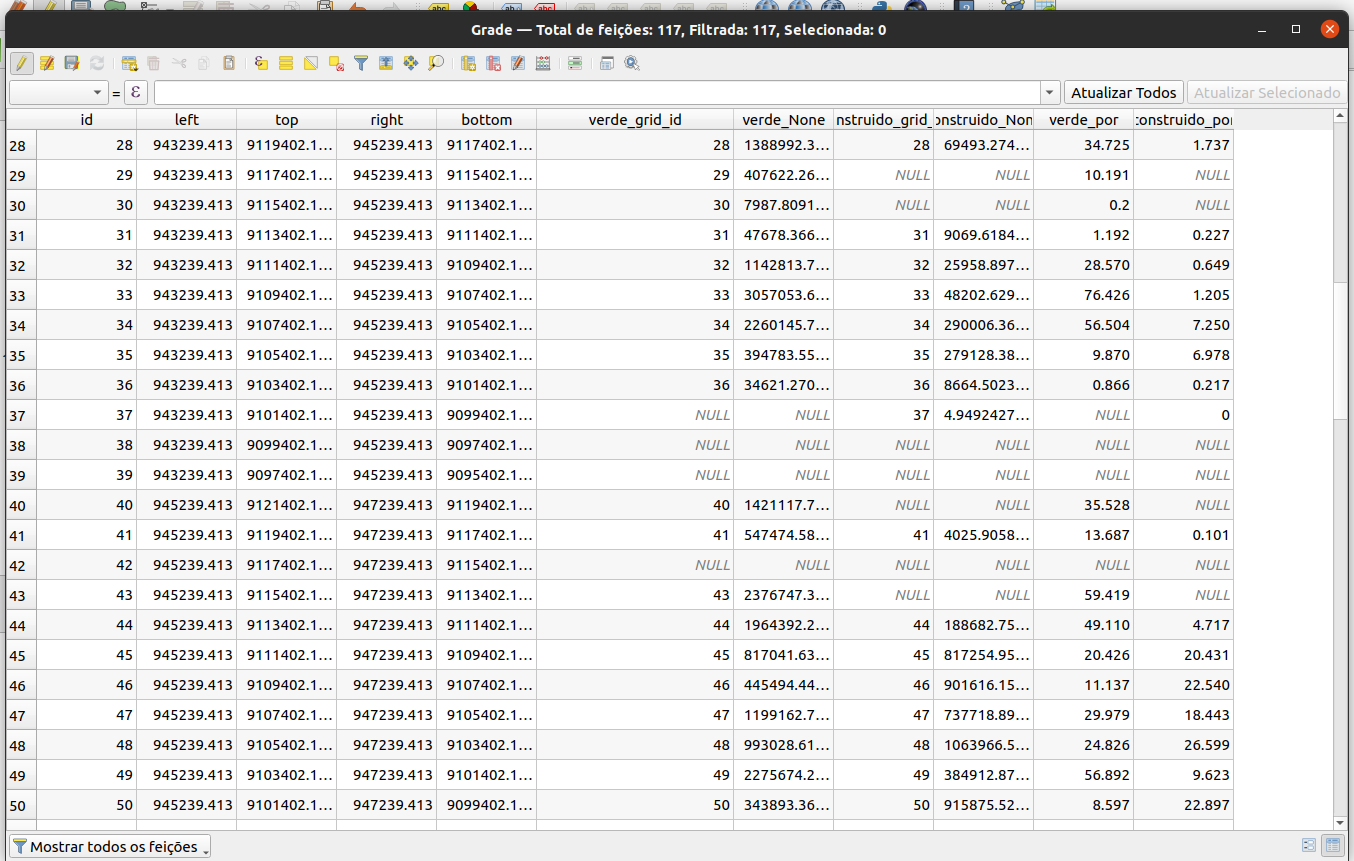 Grade — Total de feições: 117, Filtrada: 117, Selecionada: 0
= ε Atualizar Todos Atualizar Selecionado
id left top right bottom verde_grid_id verde_None nstruido_grid_ onstruido_Non verde_por construido_por
28 28 943239.413 9119402.1… 945239.413 9117402.1… 28 1388992.3… 28 69493.274… 34.725 1.737
29 29 943239.413 9117402.1… 945239.413 9115402.1… 29 407622.26… NULL NULL 10.191 NULL
30 30 943239.413 9115402.1… 945239.413 9113402.1… 30 7987.8091… NULL NULL 0.2 NULL
31 31 943239.413 9113402.1… 945239.413 9111402.1… 31 47678.366… 31 9069.6184… 1.192 0.227
32 32 943239.413 9111402.1… 945239.413 9109402.1… 32 1142813.7… 32 25958.897… 28.570 0.649
33 33 943239.413 9109402.1… 945239.413 9107402.1… 33 3057053.6… 33 48202.629… 76.426 1.205
34 34 943239.413 9107402.1… 945239.413 9105402.1… 34 2260145.7… 34 290006.36… 56.504 7.250
35 35 943239.413 9105402.1… 945239.413 9103402.1… 35 394783.55… 35 279128.38… 9.870 6.978
36 36 943239.413 9103402.1… 945239.413 9101402.1… 36 34621.270… 36 8664.5023… 0.866 0.217
37 37 943239.413 9101402.1… 945239.413 9099402.1… NULL NULL 37 4.9492427… NULL 0
38 38 943239.413 9099402.1… 945239.413 9097402.1… NULL NULL NULL NULL NULL NULL
39 39 943239.413 9097402.1… 945239.413 9095402.1… NULL NULL NULL NULL NULL NULL
40 40 945239.413 9121402.1… 947239.413 9119402.1… 40 1421117.7… NULL NULL 35.528 NULL
41 41 945239.413 9119402.1… 947239.413 9117402.1… 41 547474.58… 41 4025.9058… 13.687 0.101
42 42 945239.413 9117402.1… 947239.413 9115402.1… NULL NULL NULL NULL NULL NULL
43 43 945239.413 9115402.1… 947239.413 9113402.1… 43 2376747.3… NULL NULL 59.419 NULL
44 44 945239.413 9113402.1… 947239.413 9111402.1… 44 1964392.2… 44 188682.75… 49.110 4.717
45 45 945239.413 9111402.1… 947239.413 9109402.1… 45 817041.63… 45 817254.95… 20.426 20.431
46 46 945239.413 9109402.1… 947239.413 9107402.1… 46 445494.44… 46 901616.15… 11.137 22.540
47 47 945239.413 9107402.1… 947239.413 9105402.1… 47 1199162.7… 47 737718.89… 29.979 18.443
48 48 945239.413 9105402.1… 947239.413 9103402.1… 48 993028.61… 48 1063966.5… 24.826 26.599
49 49 945239.413 9103402.1… 947239.413 9101402.1… 49 2275674.2… 49 384912.87… 56.892 9.623
50 50 945239.413 9101402.1… 947239.413 9099402.1… 50 343893.36… 50 915875.52… 8.597 22.897
Mostrar todos os feições